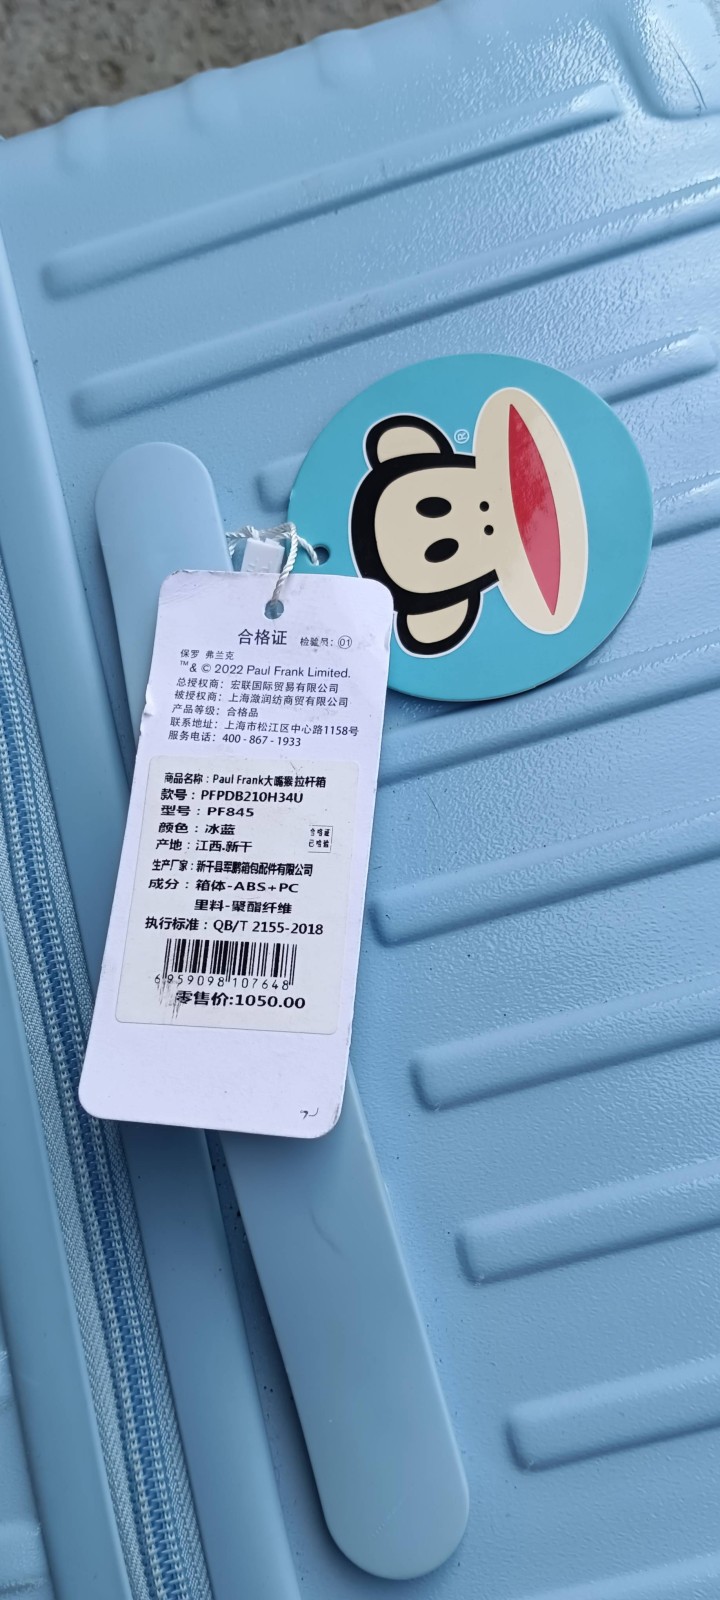 ®
合格证 检验员：01
保罗 弗兰克
™& © 2022 Paul Frank Limited.
总授权商：宏联国际贸易有限公司
被授权商：上海潋润纺商贸有限公司
产品等级：合格品
联系地址：上海市松江区中心路1158号
服务电话：400-867-1933
商品名称：Paul Frank大嘴猴拉杆箱
款号：PFPDB210H34U
型号：PF845
颜色：冰蓝
合格证
已检验
产地：江西.新干
生产厂家：新干县军鹏箱包配件有限公司
成分：箱体-ABS+PC
里料-聚酯纤维
执行标准：QB/T 2155-2018
6959098107648
零售价:1050.00